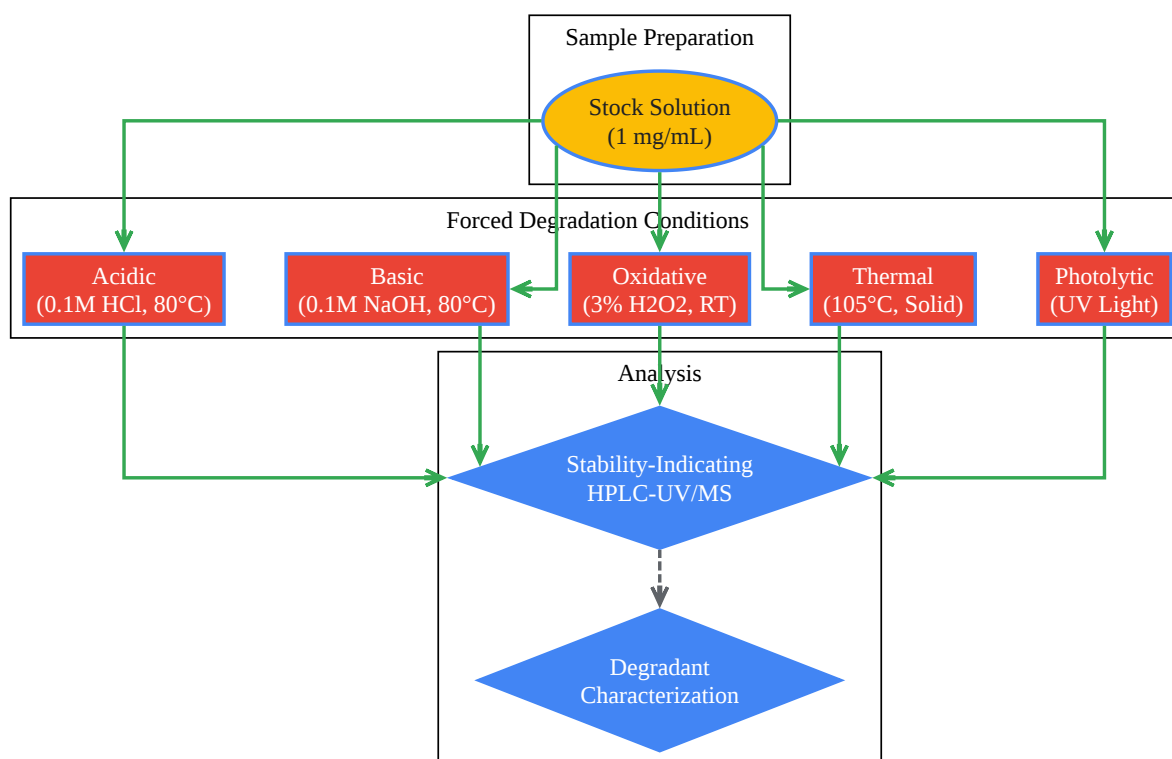 Sample Preparation
Stock Solution
(1 mg/mL)
Forced Degradation Conditions
Acidic
(0.1M HCl, 80°C)
Basic
(0.1M NaOH, 80°C)
Oxidative
(3% H2O2, RT)
Thermal
(105°C, Solid)
Photolytic
(UV Light)
Analysis
Stability-Indicating
HPLC-UV/MS
Degradant
Characterization